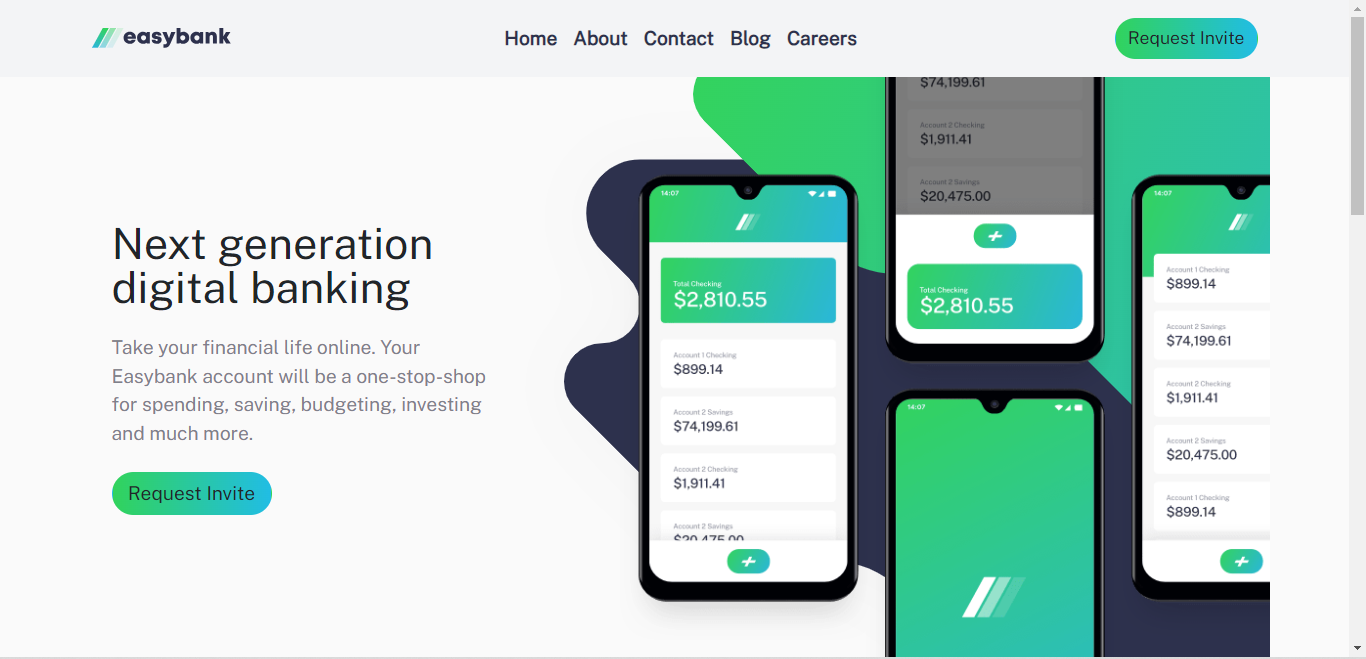 easybank
Home About Contact Blog Careers
Request Invite
Next generation
digital banking
Take your financial life online. Your
Easybank account will be a one-stop-shop
for spending, saving, budgeting, investing
and much more.
Request Invite
14:07
Total Checking
$2,810.55
Account 1 Checking
$899.14
Account 2 Savings
$74,199.61
Account 2 Checking
$1,911.41
Account 2 Savings
$20,475.00
$74,199.61
Account 2 Checking
$1,911.41
Account 2 Savings
$20,475.00
Total Checking
$2,810.55
14:07
14:07
Account 1 Checking
$899.14
Account 2 Savings
$74,199.61
Account 2 Checking
$1,911.41
Account 2 Savings
$20,475.00
Account 1 Checking
$899.14